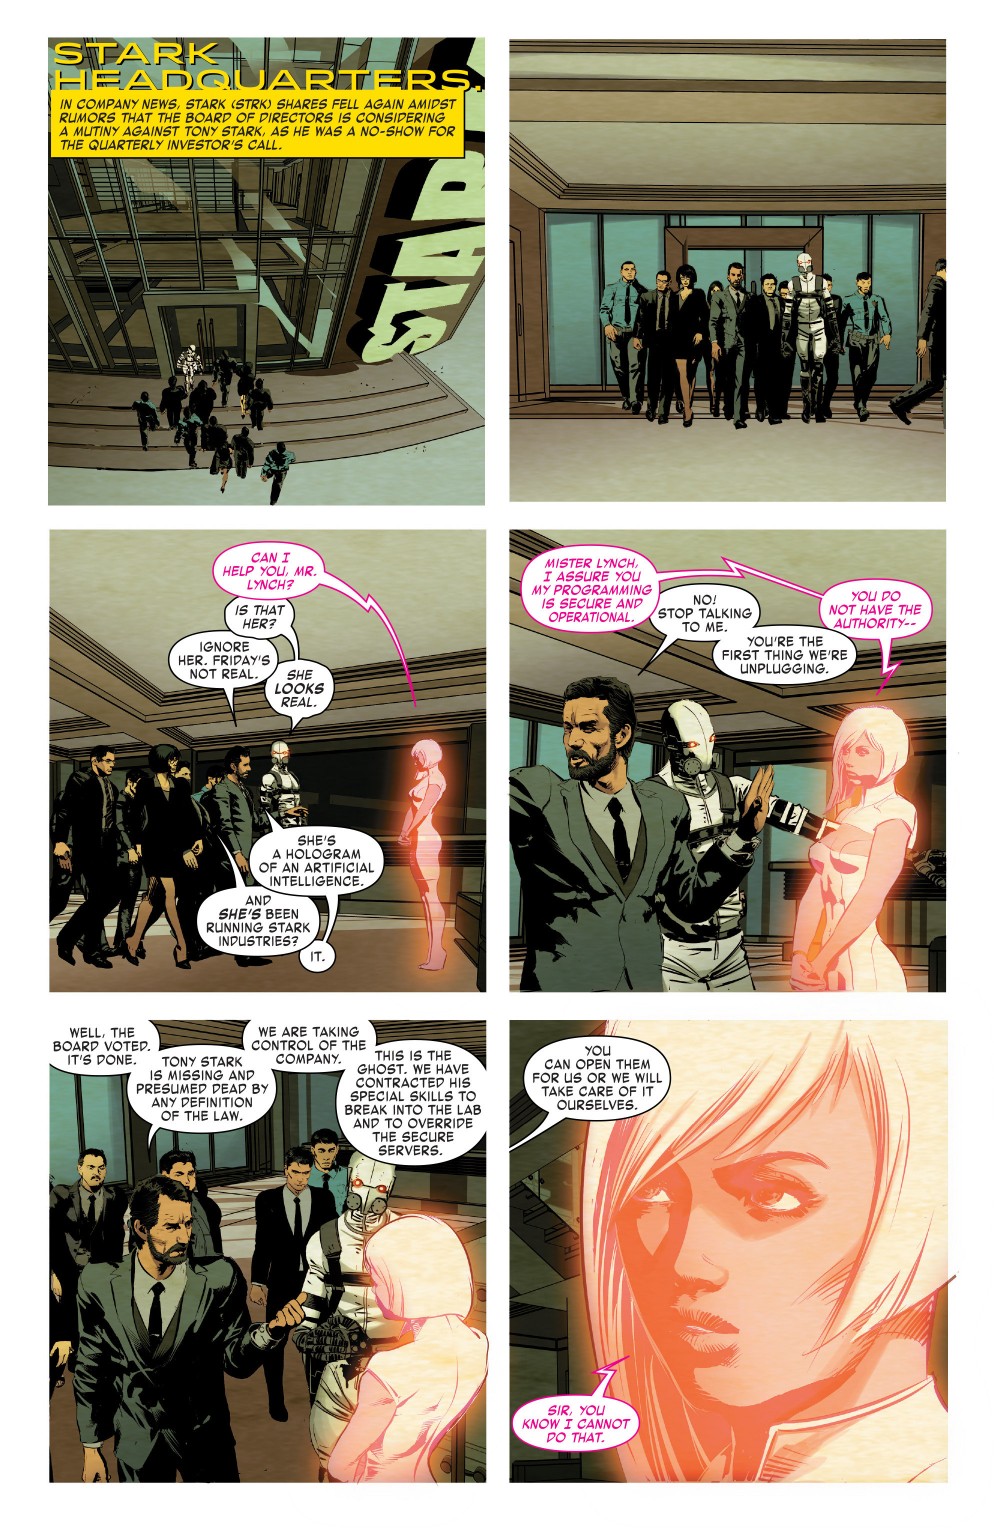 STARK
HEADQUARTERS.
IN COMPANY NEWS, STARK (STRK) SHARES FELL AGAIN AMIDST
RUMORS THAT THE BOARD OF DIRECTORS IS CONSIDERING
A MUTINY AGAINST TONY STARK, AS HE WAS A NO-SHOW FOR
THE QUARTERLY INVESTOR'S CALL.
STAR
CAN I
HELP YOU, MR.
LYNCH?
IS THAT
HER?
IGNORE
HER. FRIDAY'S
NOT REAL.
SHE
LOOKS
REAL.
SHE'S
A HOLOGRAM
OF AN ARTIFICIAL
INTELLIGENCE.
AND
SHE'S BEEN
RUNNING STARK
INDUSTRIES?
IT.
MISTER LYNCH,
I ASSURE YOU
MY PROGRAMMING
IS SECURE AND
OPERATIONAL.
NO!
STOP TALKING
TO ME.
YOU'RE THE
FIRST THING WE'RE
UNPLUGGING.
YOU DO
NOT HAVE THE
AUTHORITY--
WELL, THE
BOARD VOTED.
IT'S DONE.
TONY STARK
IS MISSING AND
PRESUMED DEAD BY
ANY DEFINITION
OF THE LAW.
WE ARE TAKING
CONTROL OF THE
COMPANY.
THIS IS THE
GHOST. WE HAVE
CONTRACTED HIS
SPECIAL SKILLS TO
BREAK INTO THE LAB
AND TO OVERRIDE
THE SECURE
SERVERS.
YOU
CAN OPEN THEM
FOR US OR WE WILL
TAKE CARE OF IT
OURSELVES.
SIR, YOU
KNOW I CANNOT
DO THAT.